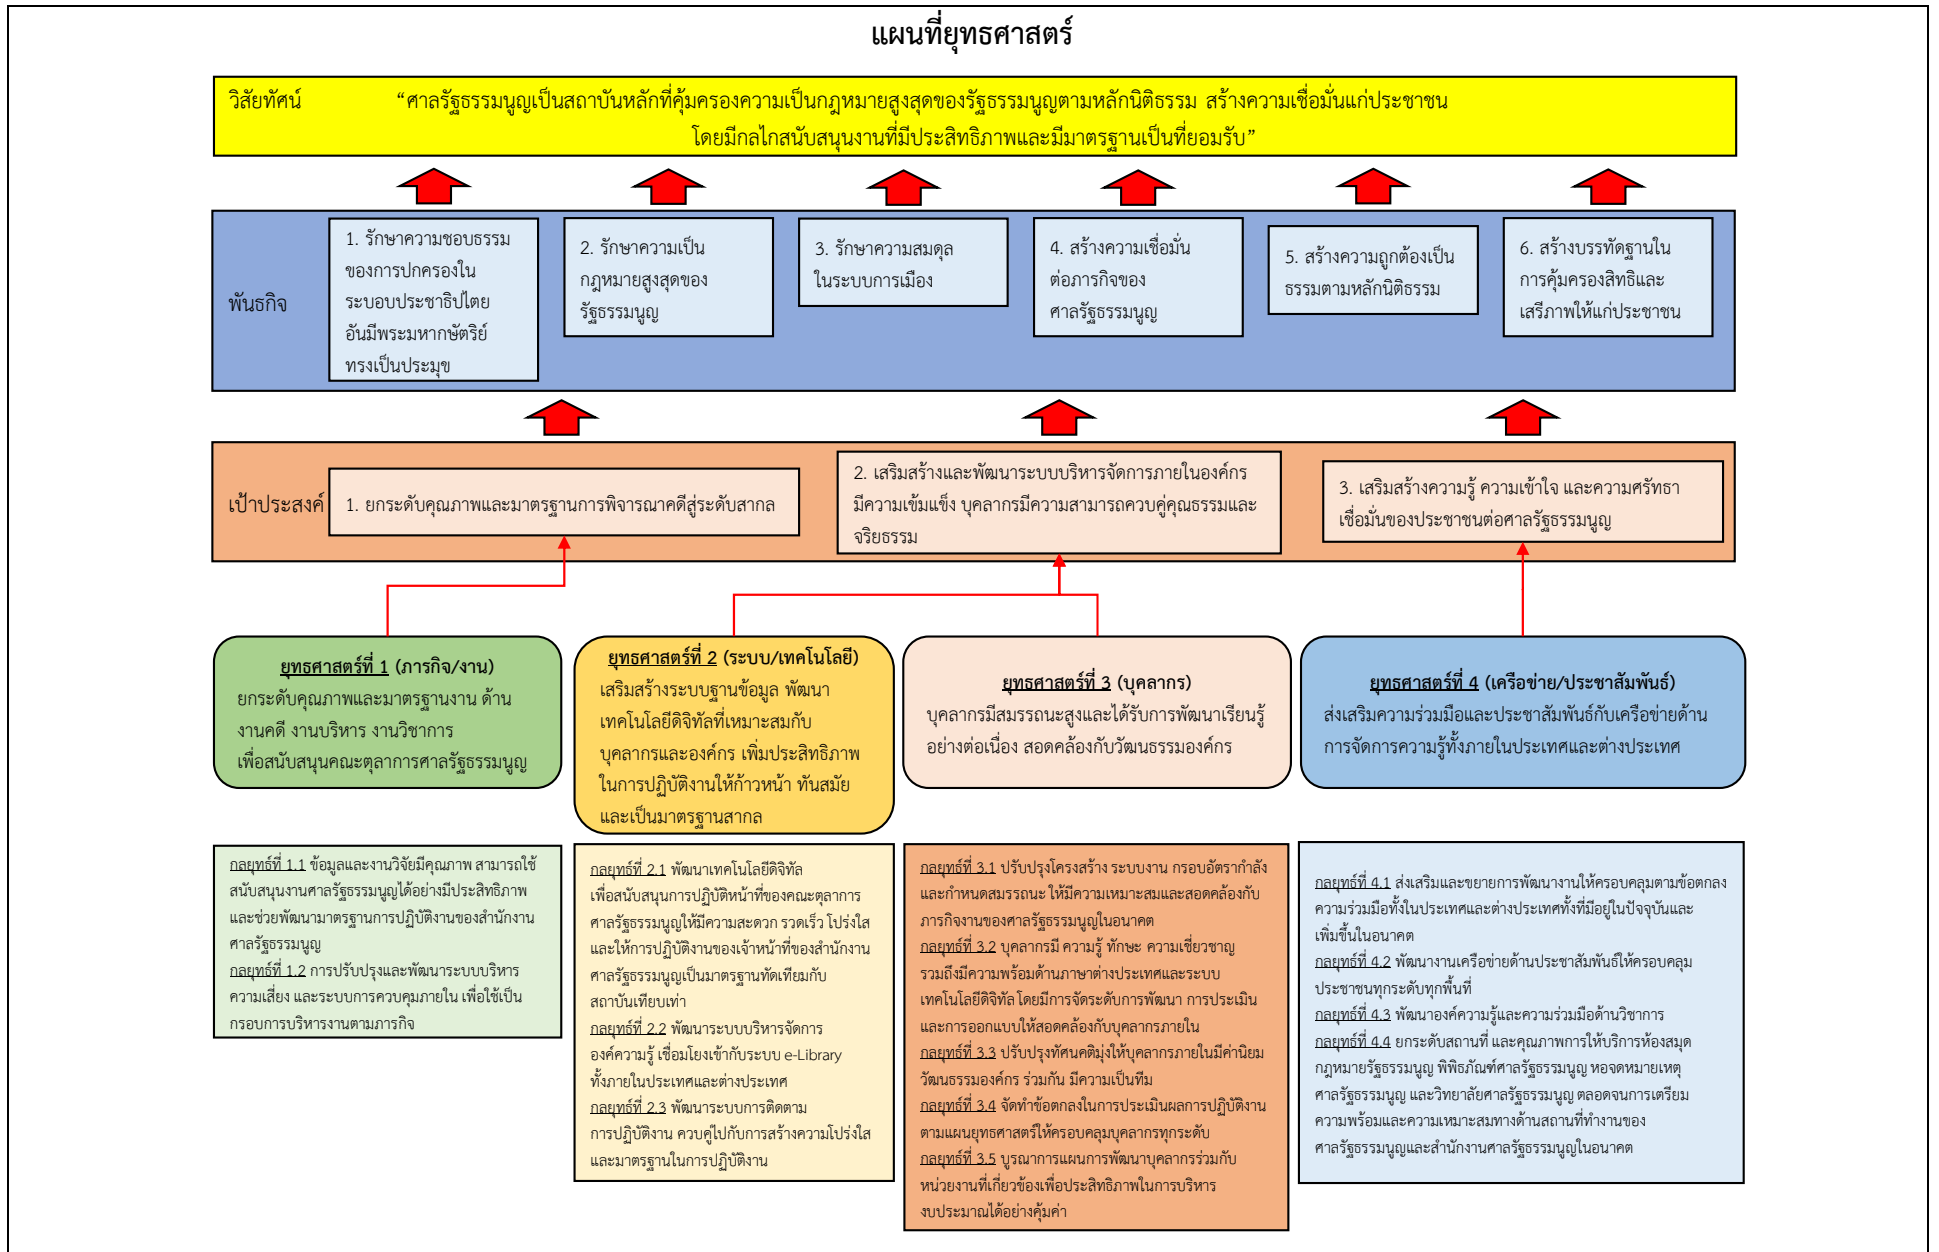 แผนที่ยุทธศาสตร์
วิสัยทัศน์ “ศาลรัฐธรรมนูญเป็นสถาบันหลักที่คุ้มครองความเป็นกฎหมายสูงสุดของรัฐธรรมนูญตามหลักนิติธรรม สร้างความเชื่อมั่นแก่ประชาชน
โดยมีกลไกสนับสนุนงานที่มีประสิทธิภาพและมีมาตรฐานเป็นที่ยอมรับ”
พันธกิจ
1. รักษาความชอบธรรม
ของการปกครองใน
ระบอบประชาธิปไตย
อันมีพระมหากษัตริย์
ทรงเป็นประมุข
2. รักษาความเป็น
กฎหมายสูงสุดของ
รัฐธรรมนูญ
3. รักษาความสมดุล
ในระบบการเมือง
4. สร้างความเชื่อมั่น
ต่อภารกิจของ
ศาลรัฐธรรมนูญ
5. สร้างความถูกต้องเป็น
ธรรมตามหลักนิติธรรม
6. สร้างบรรทัดฐานใน
การคุ้มครองสิทธิและ
เสรีภาพให้แก่ประชาชน
เป้าประสงค์
1. ยกระดับคุณภาพและมาตรฐานการพิจารณาคดีสู่ระดับสากล
2. เสริมสร้างและพัฒนาระบบบริหารจัดการภายในองค์กร
มีความเข้มแข็ง บุคลากรมีความสามารถควบคู่คุณธรรมและ
จริยธรรม
3. เสริมสร้างความรู้ ความเข้าใจ และความศรัทธา
เชื่อมั่นของประชาชนต่อศาลรัฐธรรมนูญ
ยุทธศาสตร์ที่ 1 (ภารกิจ/งาน)
ยกระดับคุณภาพและมาตรฐานงาน ด้าน
งานคดี งานบริหาร งานวิชาการ
เพื่อสนับสนุนคณะตุลาการศาลรัฐธรรมนูญ
ยุทธศาสตร์ที่ 2 (ระบบ/เทคโนโลยี)
เสริมสร้างระบบฐานข้อมูล พัฒนา
เทคโนโลยีดิจิทัลที่เหมาะสมกับ
บุคลากรและองค์กร เพิ่มประสิทธิภาพ
ในการปฏิบัติงานให้ก้าวหน้า ทันสมัย
และเป็นมาตรฐานสากล
ยุทธศาสตร์ที่ 3 (บุคลากร)
บุคลากรมีสมรรถนะสูงและได้รับการพัฒนาเรียนรู้
อย่างต่อเนื่อง สอดคล้องกับวัฒนธรรมองค์กร
ยุทธศาสตร์ที่ 4 (เครือข่าย/ประชาสัมพันธ์)
ส่งเสริมความร่วมมือและประชาสัมพันธ์กับเครือข่ายด้าน
การจัดการความรู้ทั้งภายในประเทศและต่างประเทศ
กลยุทธ์ที่ 1.1 ข้อมูลและงานวิจัยมีคุณภาพ สามารถใช้
สนับสนุนงานศาลรัฐธรรมนูญได้อย่างมีประสิทธิภาพ
และช่วยพัฒนามาตรฐานการปฏิบัติงานของสำนักงาน
ศาลรัฐธรรมนูญ
กลยุทธ์ที่ 1.2 การปรับปรุงและพัฒนาระบบบริหาร
ความเสี่ยง และระบบการควบคุมภายใน เพื่อใช้เป็น
กรอบการบริหารงานตามภารกิจ
กลยุทธ์ที่ 2.1 พัฒนาเทคโนโลยีดิจิทัล
เพื่อสนับสนุนการปฏิบัติหน้าที่ของคณะตุลาการ
ศาลรัฐธรรมนูญให้มีความสะดวก รวดเร็ว โปร่งใส
และให้การปฏิบัติงานของเจ้าหน้าที่ของสำนักงาน
ศาลรัฐธรรมนูญเป็นมาตรฐานทัดเทียมกับ
สถาบันเทียบเท่า
กลยุทธ์ที่ 2.2 พัฒนาระบบบริหารจัดการ
องค์ความรู้ เชื่อมโยงเข้ากับระบบ e-Library
ทั้งภายในประเทศและต่างประเทศ
กลยุทธ์ที่ 2.3 พัฒนาระบบการติดตาม
การปฏิบัติงาน ควบคู่ไปกับการสร้างความโปร่งใส
และมาตรฐานในการปฏิบัติงาน
กลยุทธ์ที่ 3.1 ปรับปรุงโครงสร้าง ระบบงาน กรอบอัตรากำลัง
และกำหนดสมรรถนะ ให้มีความเหมาะสมและสอดคล้องกับ
ภารกิจงานของศาลรัฐธรรมนูญในอนาคต
กลยุทธ์ที่ 3.2 บุคลากรมี ความรู้ ทักษะ ความเชี่ยวชาญ
รวมถึงมีความพร้อมด้านภาษาต่างประเทศและระบบ
เทคโนโลยีดิจิทัล โดยมีการจัดระดับการพัฒนา การประเมิน
และการออกแบบให้สอดคล้องกับบุคลากรภายใน
กลยุทธ์ที่ 3.3 ปรับปรุงทัศนคติมุ่งให้บุคลากรภายในมีค่านิยม
วัฒนธรรมองค์กร ร่วมกัน มีความเป็นทีม
กลยุทธ์ที่ 3.4 จัดทำข้อตกลงในการประเมินผลการปฏิบัติงาน
ตามแผนยุทธศาสตร์ให้ครอบคลุมบุคลากรทุกระดับ
กลยุทธ์ที่ 3.5 บูรณาการแผนการพัฒนาบุคลากรร่วมกับ
หน่วยงานที่เกี่ยวข้องเพื่อประสิทธิภาพในการบริหาร
งบประมาณได้อย่างคุ้มค่า
กลยุทธ์ที่ 4.1 ส่งเสริมและขยายการพัฒนางานให้ครอบคลุมตามข้อตกลง
ความร่วมมือทั้งในประเทศและต่างประเทศทั้งที่มีอยู่ในปัจจุบันและ
เพิ่มขึ้นในอนาคต
กลยุทธ์ที่ 4.2 พัฒนางานเครือข่ายด้านประชาสัมพันธ์ให้ครอบคลุม
ประชาชนทุกระดับทุกพื้นที่
กลยุทธ์ที่ 4.3 พัฒนาองค์ความรู้และความร่วมมือด้านวิชาการ
กลยุทธ์ที่ 4.4 ยกระดับสถานที่ และคุณภาพการให้บริการห้องสมุด
กฎหมายรัฐธรรมนูญ พิพิธภัณฑ์ศาลรัฐธรรมนูญ หอจดหมายเหตุ
ศาลรัฐธรรมนูญ และวิทยาลัยศาลรัฐธรรมนูญ ตลอดจนการเตรียม
ความพร้อมและความเหมาะสมทางด้านสถานที่ทำงานของ
ศาลรัฐธรรมนูญและสำนักงานศาลรัฐธรรมนูญในอนาคต